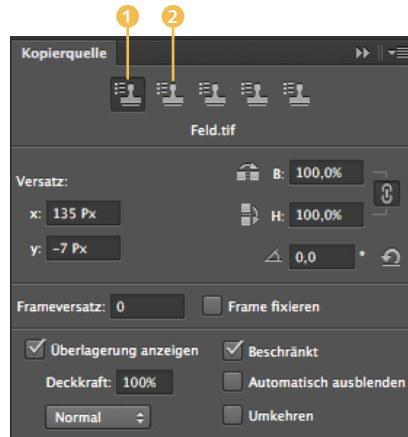 1 2
Kopierquelle
Feld.tif
Versatz: B: 100,0%
x: 135 Px H: 100,0%
y: -7 Px 0,0 °
Frameversatz: 0 Frame fixieren
Überlagerung anzeigen Beschränkt
Deckkraft: 100% Automatisch ausblenden
Normal Umkehren